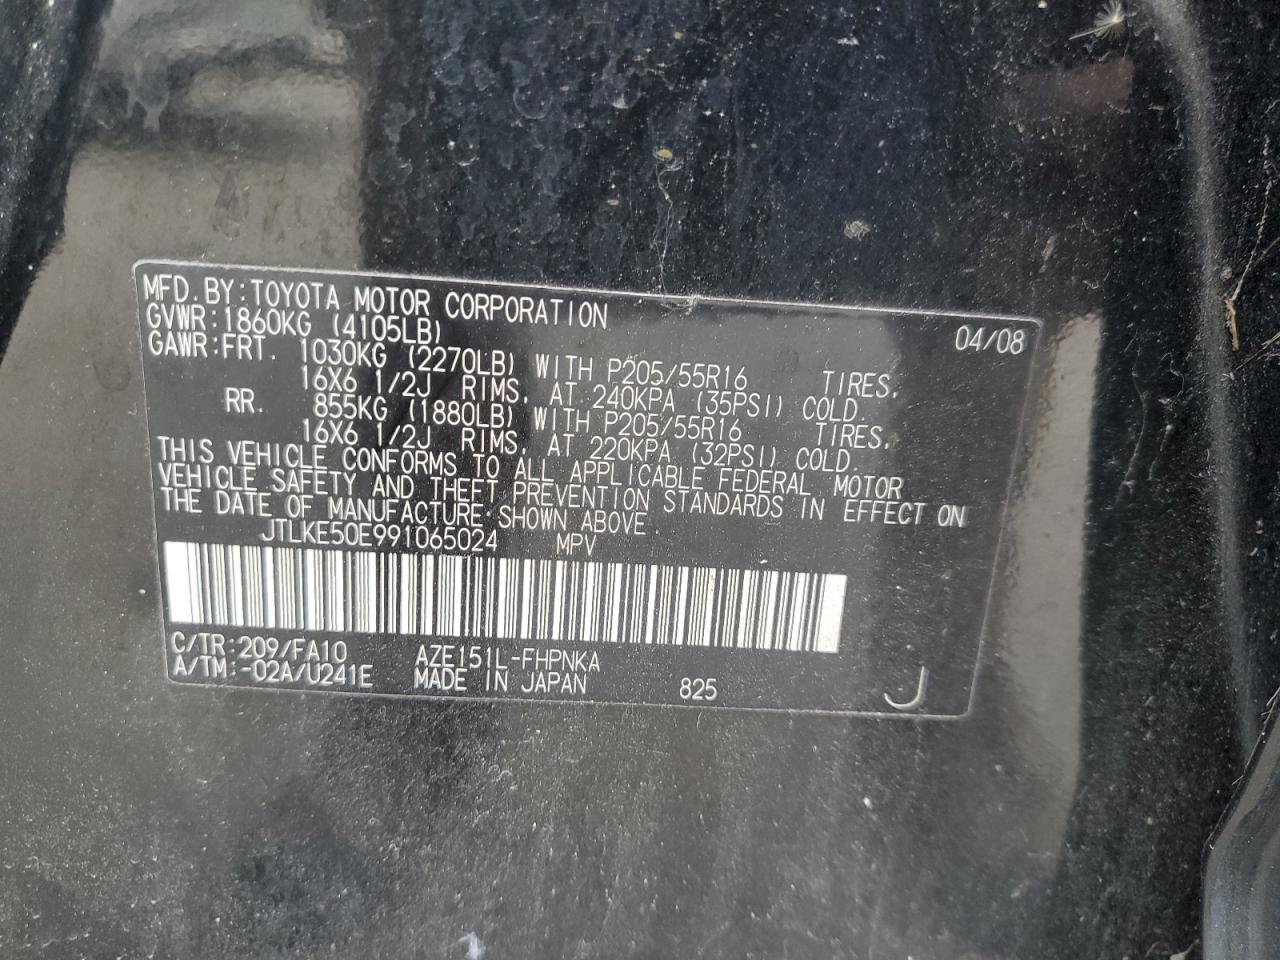 MFD. BY: TOYOTA MOTOR CORPORATION 04/08
GVWR: 1860KG (4105LB)
GAWR: FRT. 1030KG (2270LB) WITH P205/55R16 TIRES,
16X6 1/2J RIMS, AT 240KPA (35PSI) COLD.
RR. 855KG (1880LB) WITH P205/55R16 TIRES,
16X6 1/2J RIMS, AT 220KPA (32PSI) COLD.
THIS VEHICLE CONFORMS TO ALL APPLICABLE FEDERAL MOTOR
VEHICLE SAFETY AND THEFT PREVENTION STANDARDS IN EFFECT ON
THE DATE OF MANUFACTURE SHOWN ABOVE.
JTLKE50E991065024 MPV
C/TR: 209/FA10 AZE151L-FHPNKA
A/TM: -02A/U241E MADE IN JAPAN 825 J